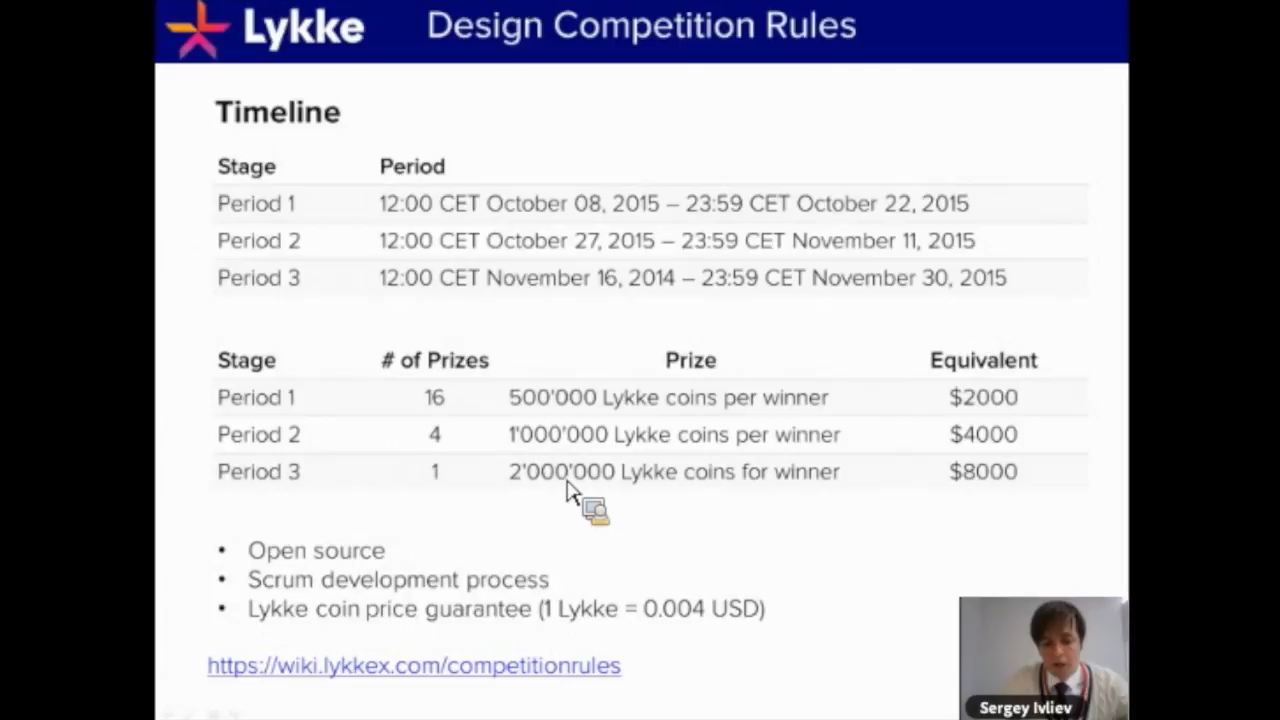 Lykke Design Competition Rules
Timeline
Stage Period
Period 1 12:00 CET October 08, 2015 – 23:59 CET October 22, 2015
Period 2 12:00 CET October 27, 2015 – 23:59 CET November 11, 2015
Period 3 12:00 CET November 16, 2014 – 23:59 CET November 30, 2015
Stage # of Prizes Prize Equivalent
Period 1 16 500'000 Lykke coins per winner $2000
Period 2 4 1'000'000 Lykke coins per winner $4000
Period 3 1 2'000'000 Lykke coins for winner $8000
• Open source
• Scrum development process
• Lykke coin price guarantee (1 Lykke = 0.004 USD)
https://wiki.lykkex.com/competitionrules
Sergey Ivliev